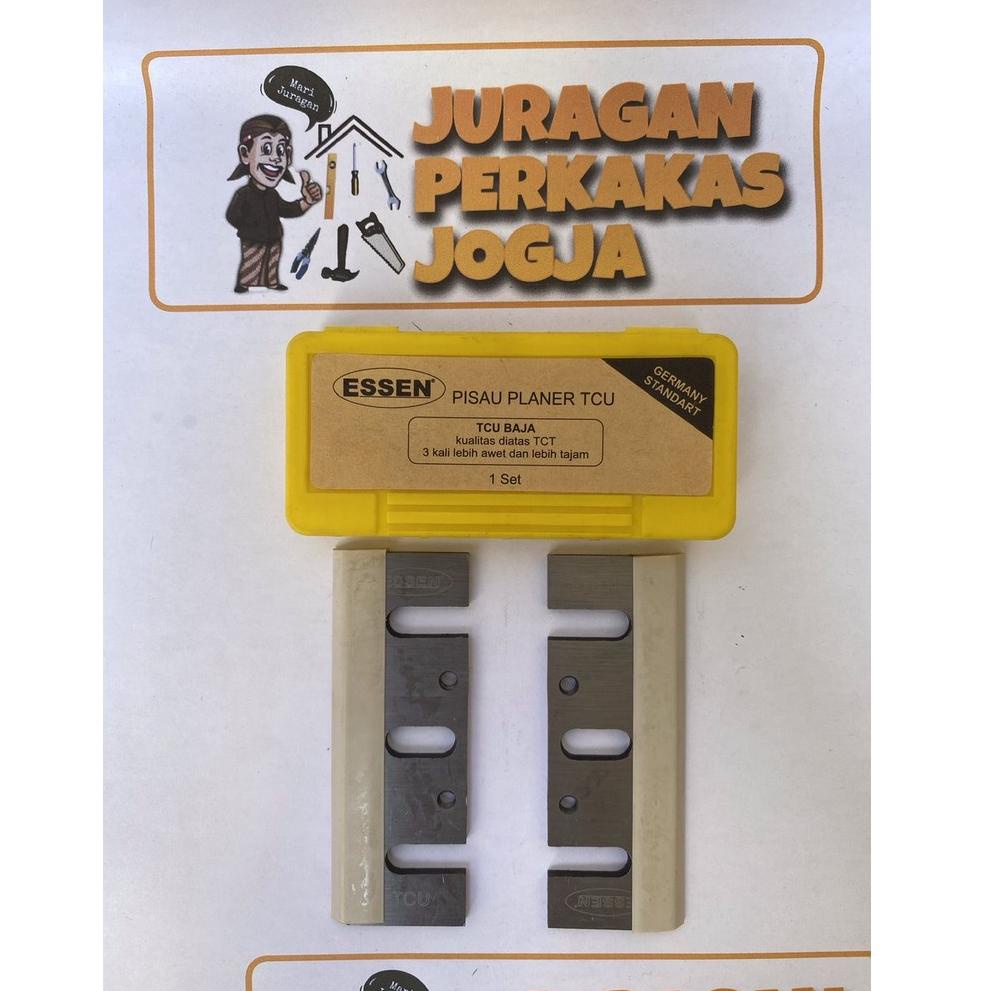 Mari
Juragan
JURAGAN
PERKAKAS
JOGJA
ESSEN®
PISAU PLANER TCU
GERMANY
STANDART
TCU BAJA
kualitas diatas TCT
3 kali lebih awet dan lebih tajam
1 Set
ESSEN
TCU
ESSEN
Mari